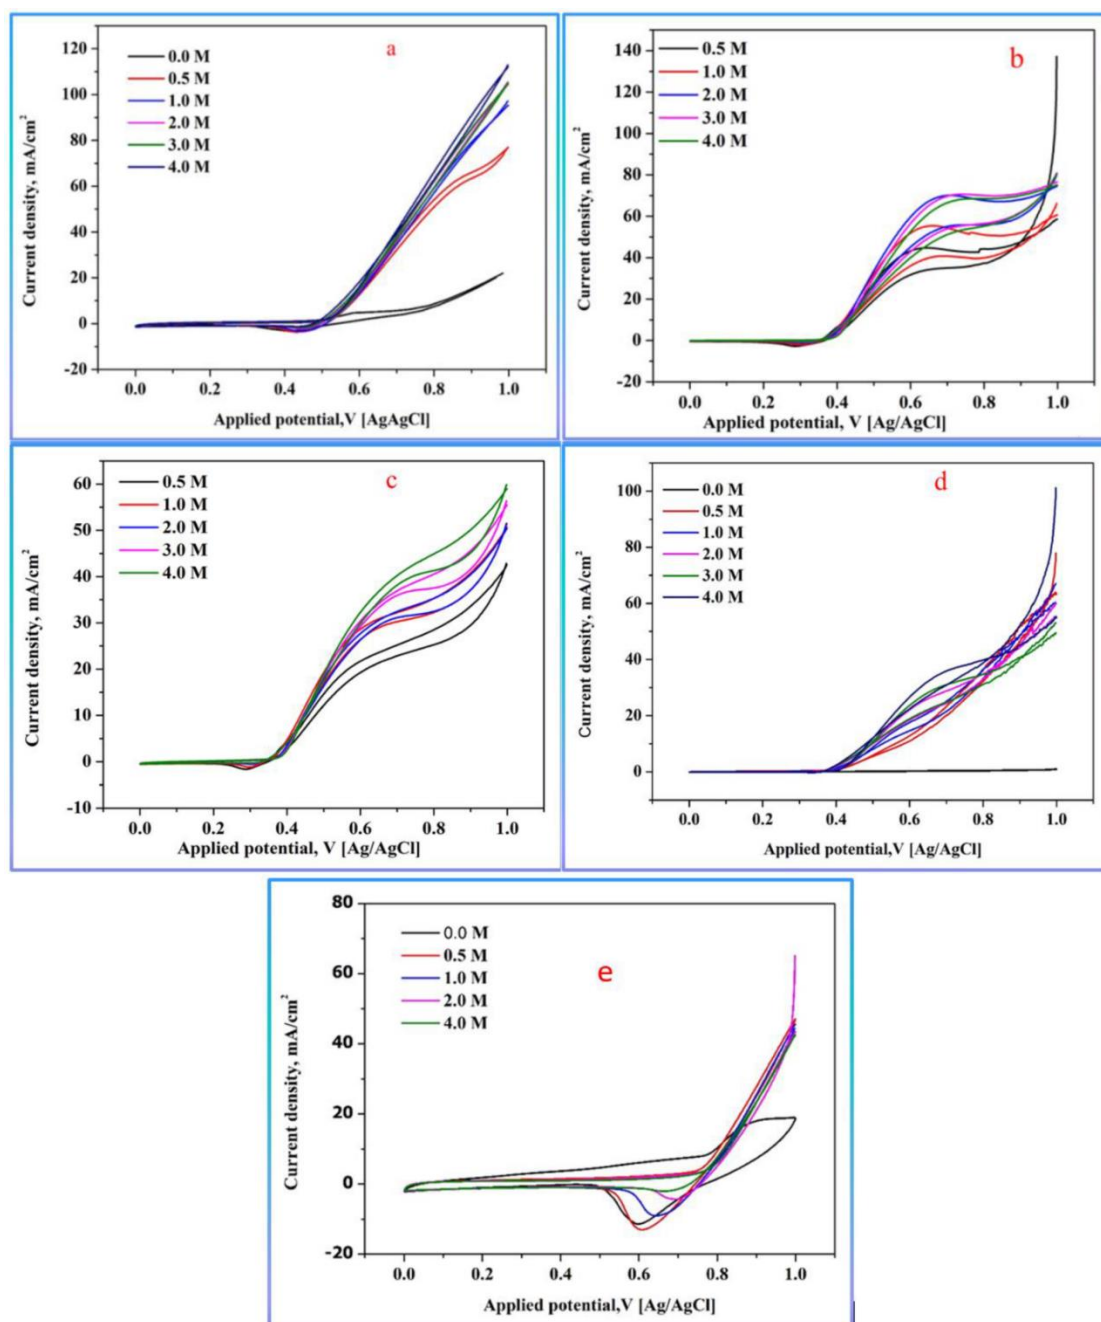 a
0.0 M
0.5 M
1.0 M
2.0 M
3.0 M
4.0 M
120
100
80
60
40
20
0
-20
Current density, mA/cm²
0.0 0.2 0.4 0.6 0.8 1.0
Applied potential,V [AgAgCl]
b
0.5 M
1.0 M
2.0 M
3.0 M
4.0 M
140
120
100
80
60
40
20
0
-20
Current density, mA/cm²
0.0 0.2 0.4 0.6 0.8 1.0
Applied potential, V [Ag/AgCl]
c
0.5 M
1.0 M
2.0 M
3.0 M
4.0 M
60
50
40
30
20
10
0
-10
Current density, mA/cm²
0.0 0.2 0.4 0.6 0.8 1.0
Applied potential, V [Ag/AgCl]
d
0.0 M
0.5 M
1.0 M
2.0 M
3.0 M
4.0 M
100
80
60
40
20
0
Current density, mA/cm²
0.0 0.2 0.4 0.6 0.8 1.0
Applied potential,V [Ag/AgCl]
e
0.0 M
0.5 M
1.0 M
2.0 M
4.0 M
80
60
40
20
0
-20
Current density, mA/cm²
0.0 0.2 0.4 0.6 0.8 1.0
Applied potential,V [Ag/AgCl]